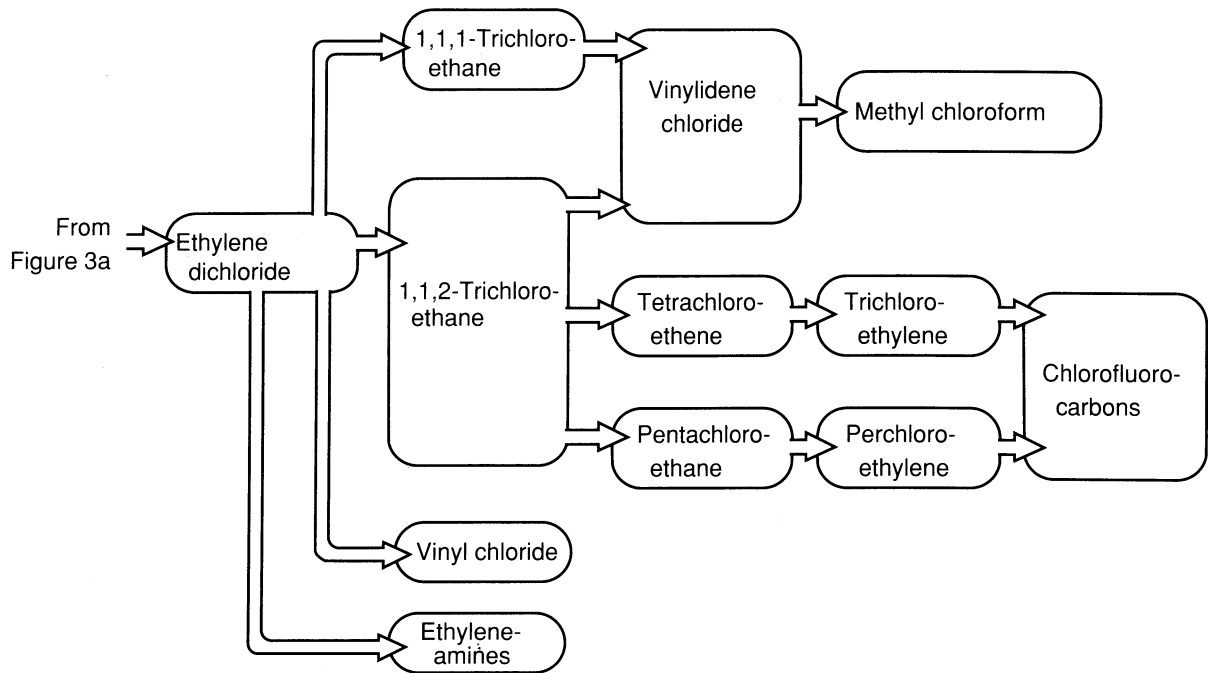 1,1,1-Trichloro-
ethane
Vinylidene
chloride
Methyl chloroform
From
Figure 3a
Ethylene
dichloride
1,1,2-Trichloro-
ethane
Tetrachloro-
ethene
Trichloro-
ethylene
Chlorofluoro-
carbons
Pentachloro-
ethane
Perchloro-
ethylene
Vinyl chloride
Ethylene-
amines